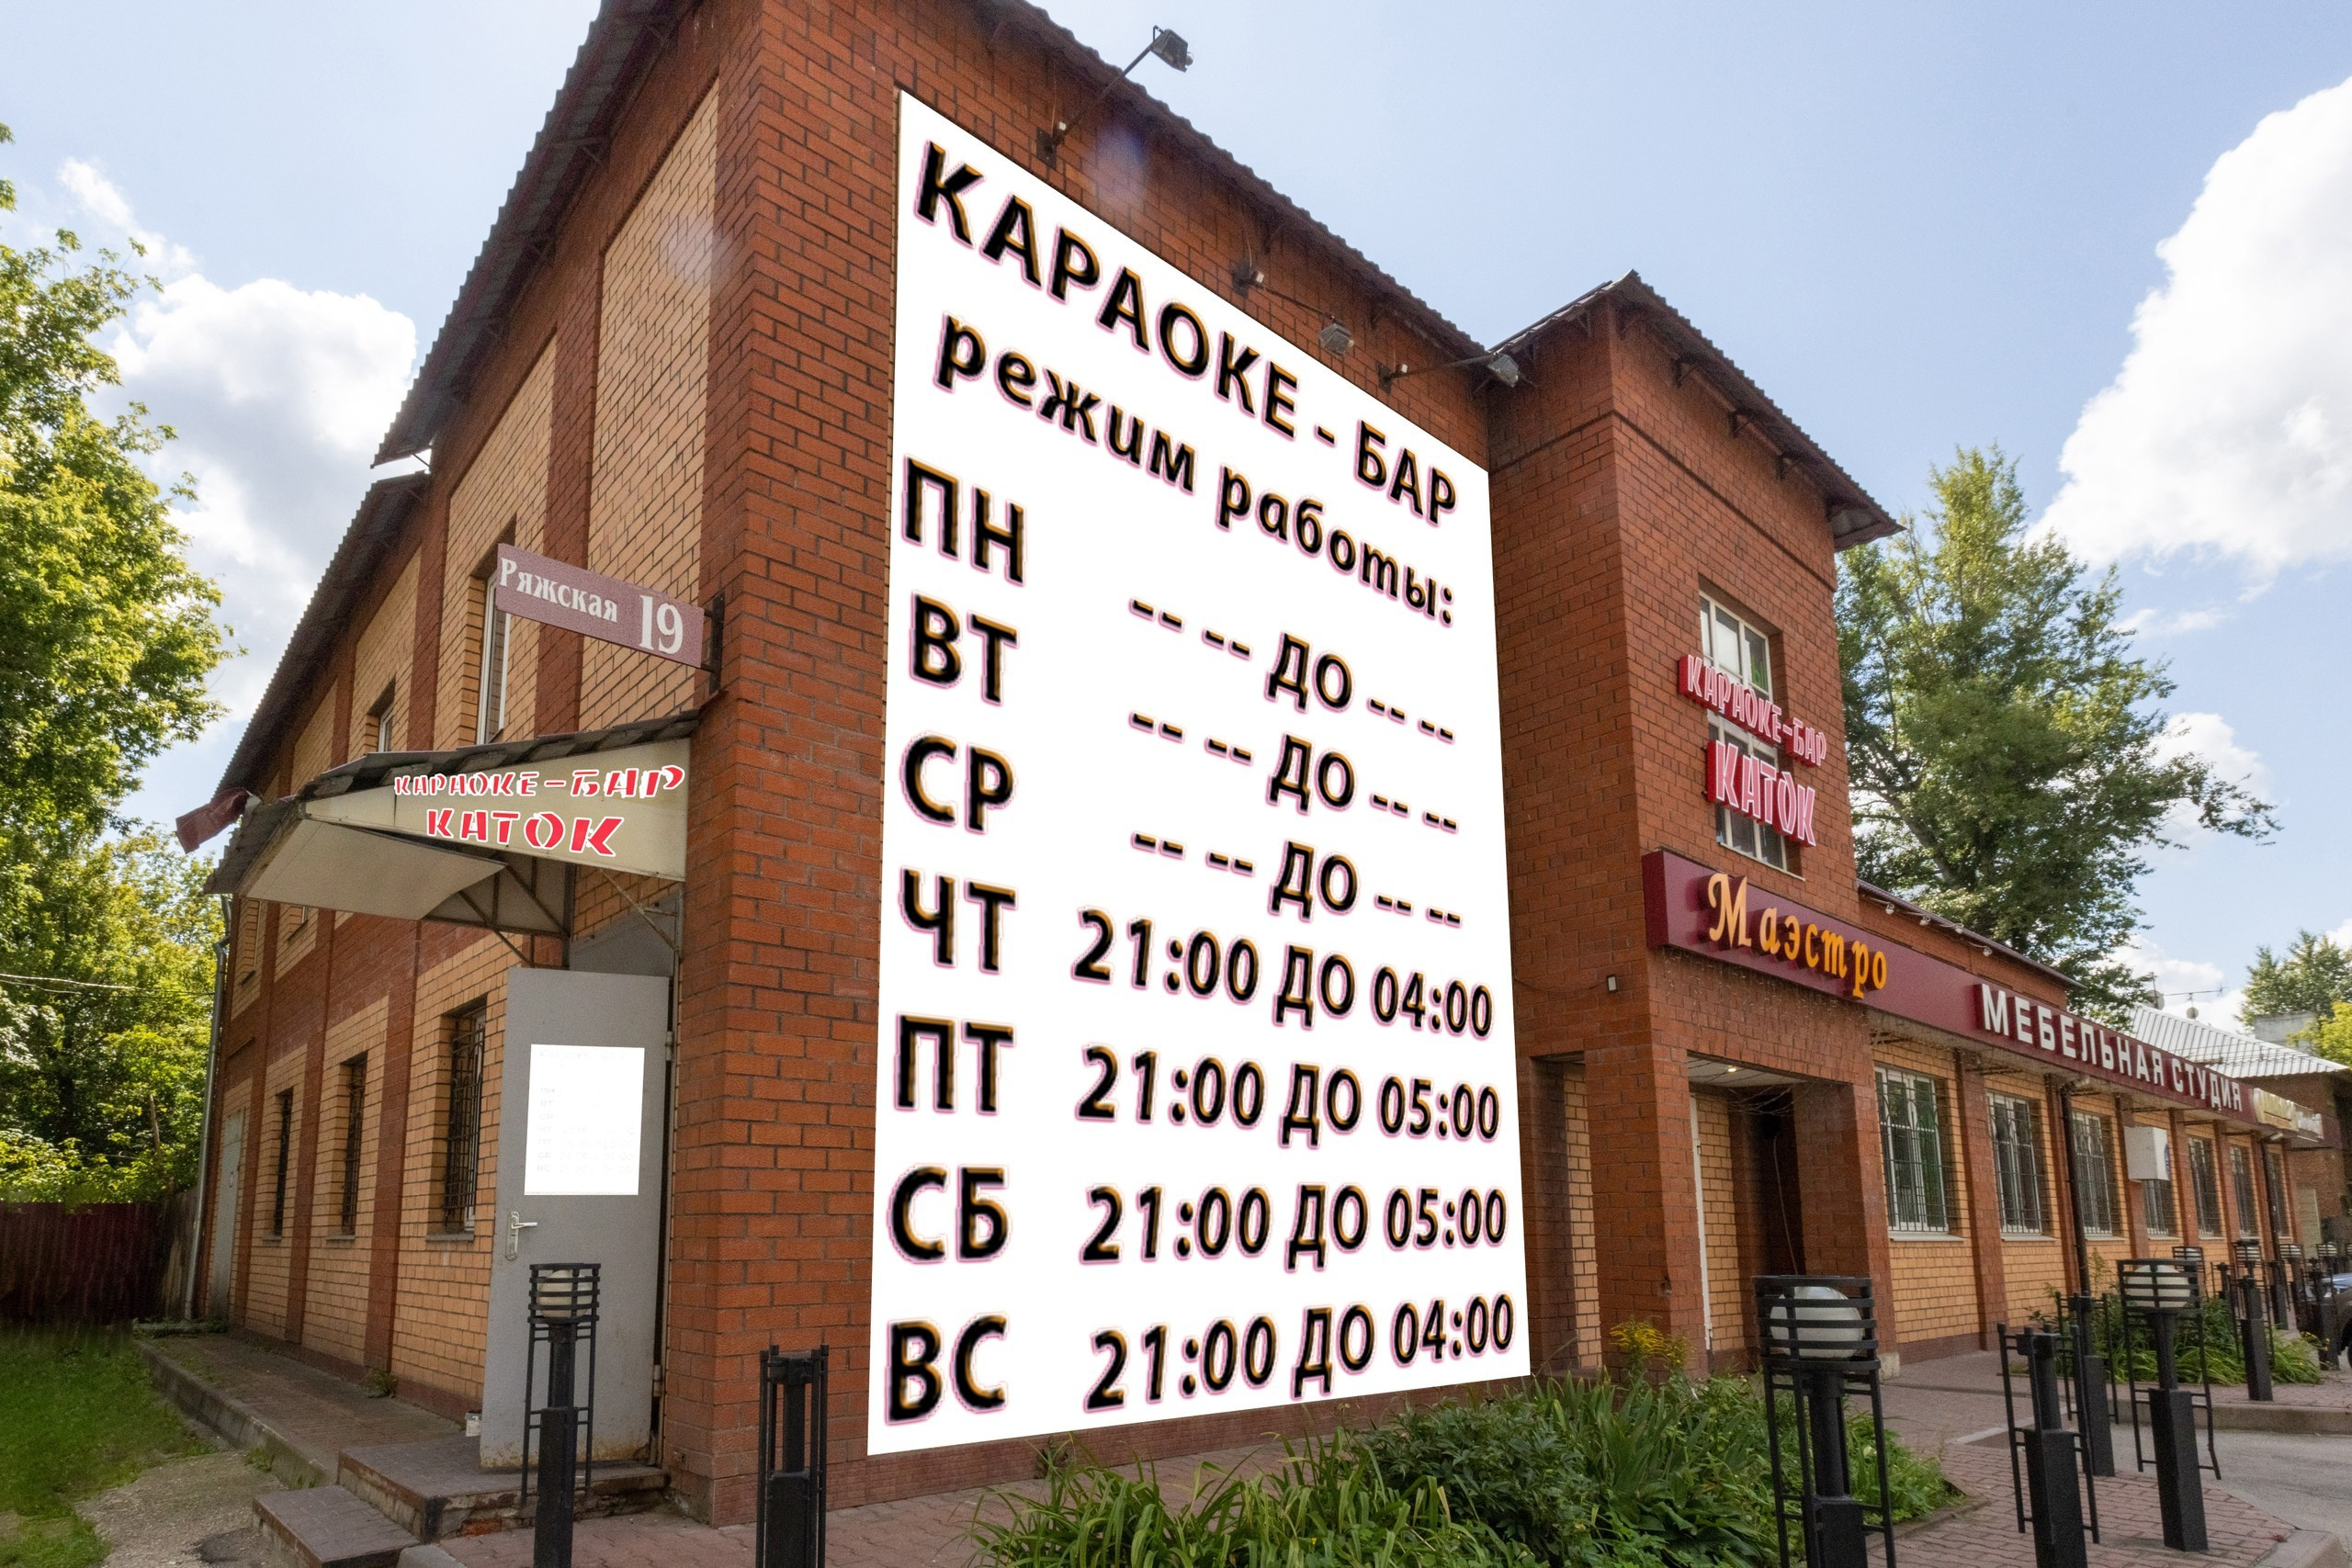 КАРАОКЕ - БАР
режим работы:
ПН -- -- ДО -- --
ВТ -- -- ДО -- --
СР -- -- ДО -- --
ЧТ 21:00 ДО 04:00
ПТ 21:00 ДО 05:00
СБ 21:00 ДО 05:00
ВС 21:00 ДО 04:00
Ряжская 19
КАРАОКЕ-БАР
КАТОК
КАРАОКЕ-БАР
КАТОК
Маэстро
МЕБЕЛЬНАЯ СТУДИЯ